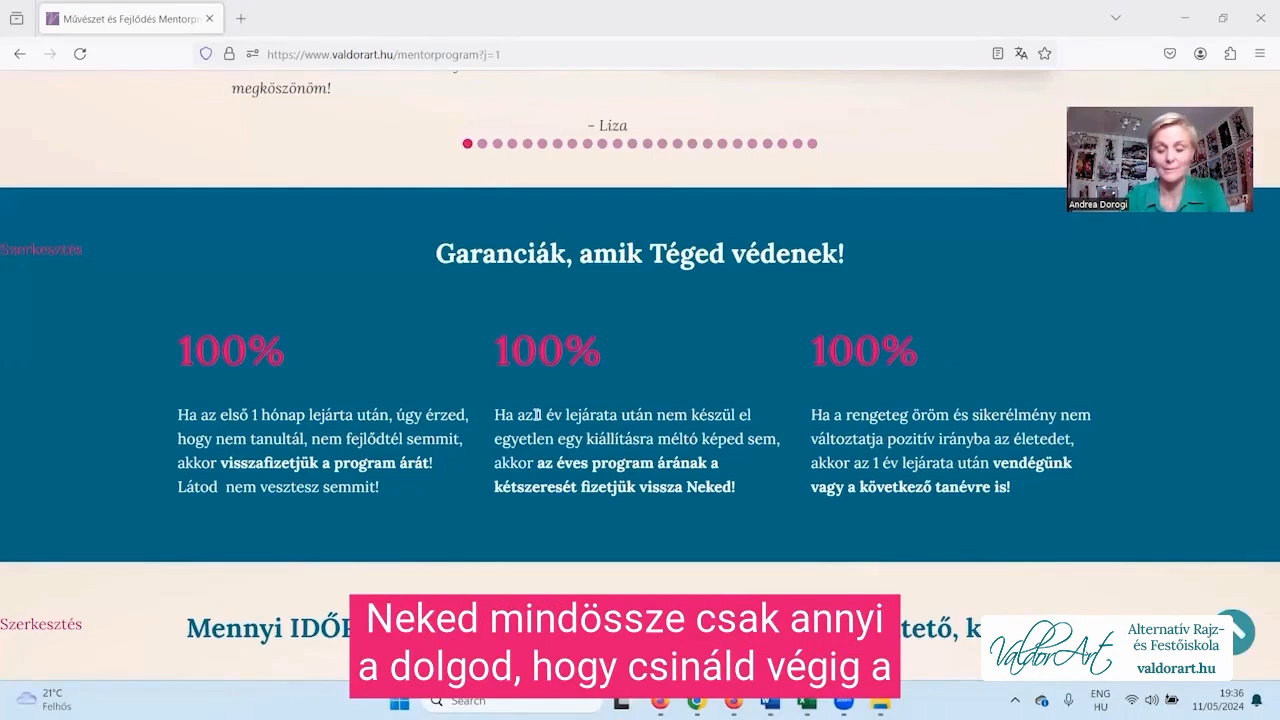 Művészet és Fejlődés Mentorpr
https://www.valdorart.hu/mentorprogram?j=1
megköszönöm!
- Liza
Andrea Dorogi
Szerkesztés
Garanciák, amik Téged védenek!
100%
Ha az első 1 hónap lejárta után, úgy érzed,
hogy nem tanultál, nem fejlődtél semmit,
akkor visszafizetjük a program árát!
Látod nem vesztesz semmit!
100%
Ha az 1 év lejárata után nem készül el
egyetlen egy kiállításra méltó képed sem,
akkor az éves program árának a
kétszeresét fizetjük vissza Neked!
100%
Ha a rengeteg öröm és sikerélmény nem
változtatja pozitív irányba az életedet,
akkor az 1 év lejárata után vendégünk
vagy a következő tanévre is!
Szerkesztés
Mennyi
Neked mindössze csak annyi
a dolgod, hogy csináld végig a
ValdorArt
Alternatív Rajz-
és Festőiskola
valdorart.hu
21°C
Felhős
Search
ENG
HU
19:36
11/05/2024